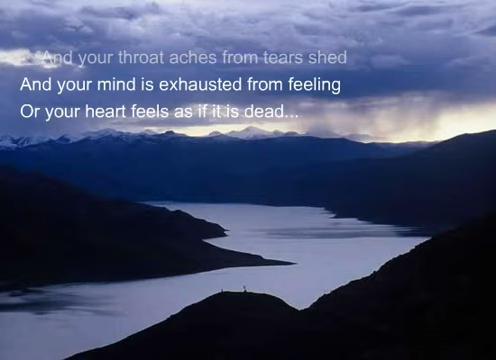 And your throat aches from tears shed
And your mind is exhausted from feeling
Or your heart feels as if it is dead...